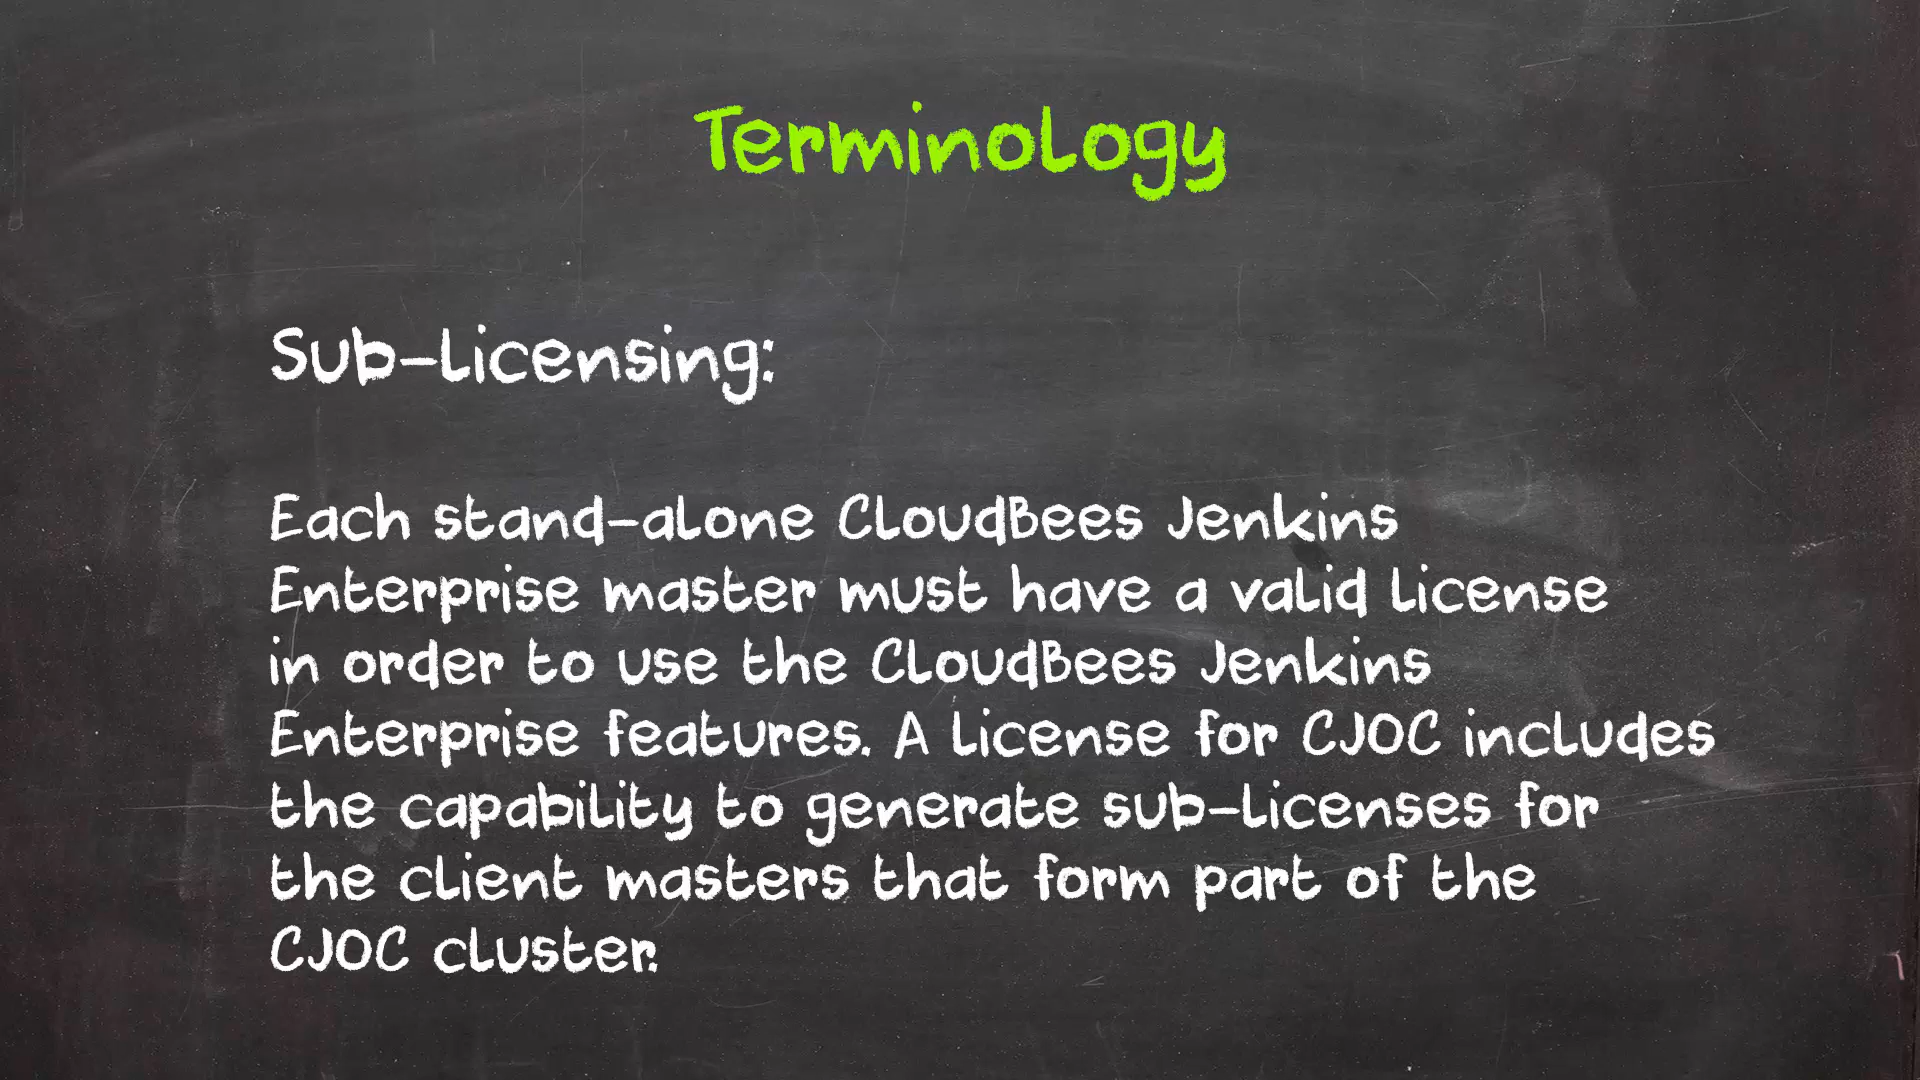 Terminology
Sub-licensing:
Each stand-alone CloudBees Jenkins
Enterprise master must have a valid license
in order to use the CloudBees Jenkins
Enterprise features. A license for CJOC includes
the capability to generate sub-licenses for
the client masters that form part of the
CJOC cluster.